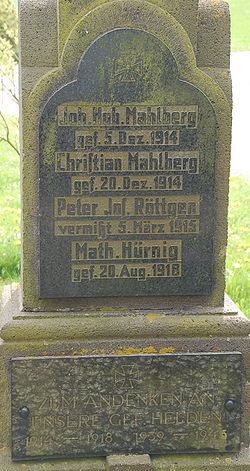 Joh. Hub. Mahlberg
gef. 5. Dez. 1914
Christian Mahlberg
gef. 20. Dez. 1914
Peter Jos. Röttgen
vermißt 5. März 1915
Math. Hürnig
gef. 20. Aug. 1918
ZUM ANDENKEN AN
UNSERE GEF. HELDEN
1914 – 1918 – 1939 – 1945